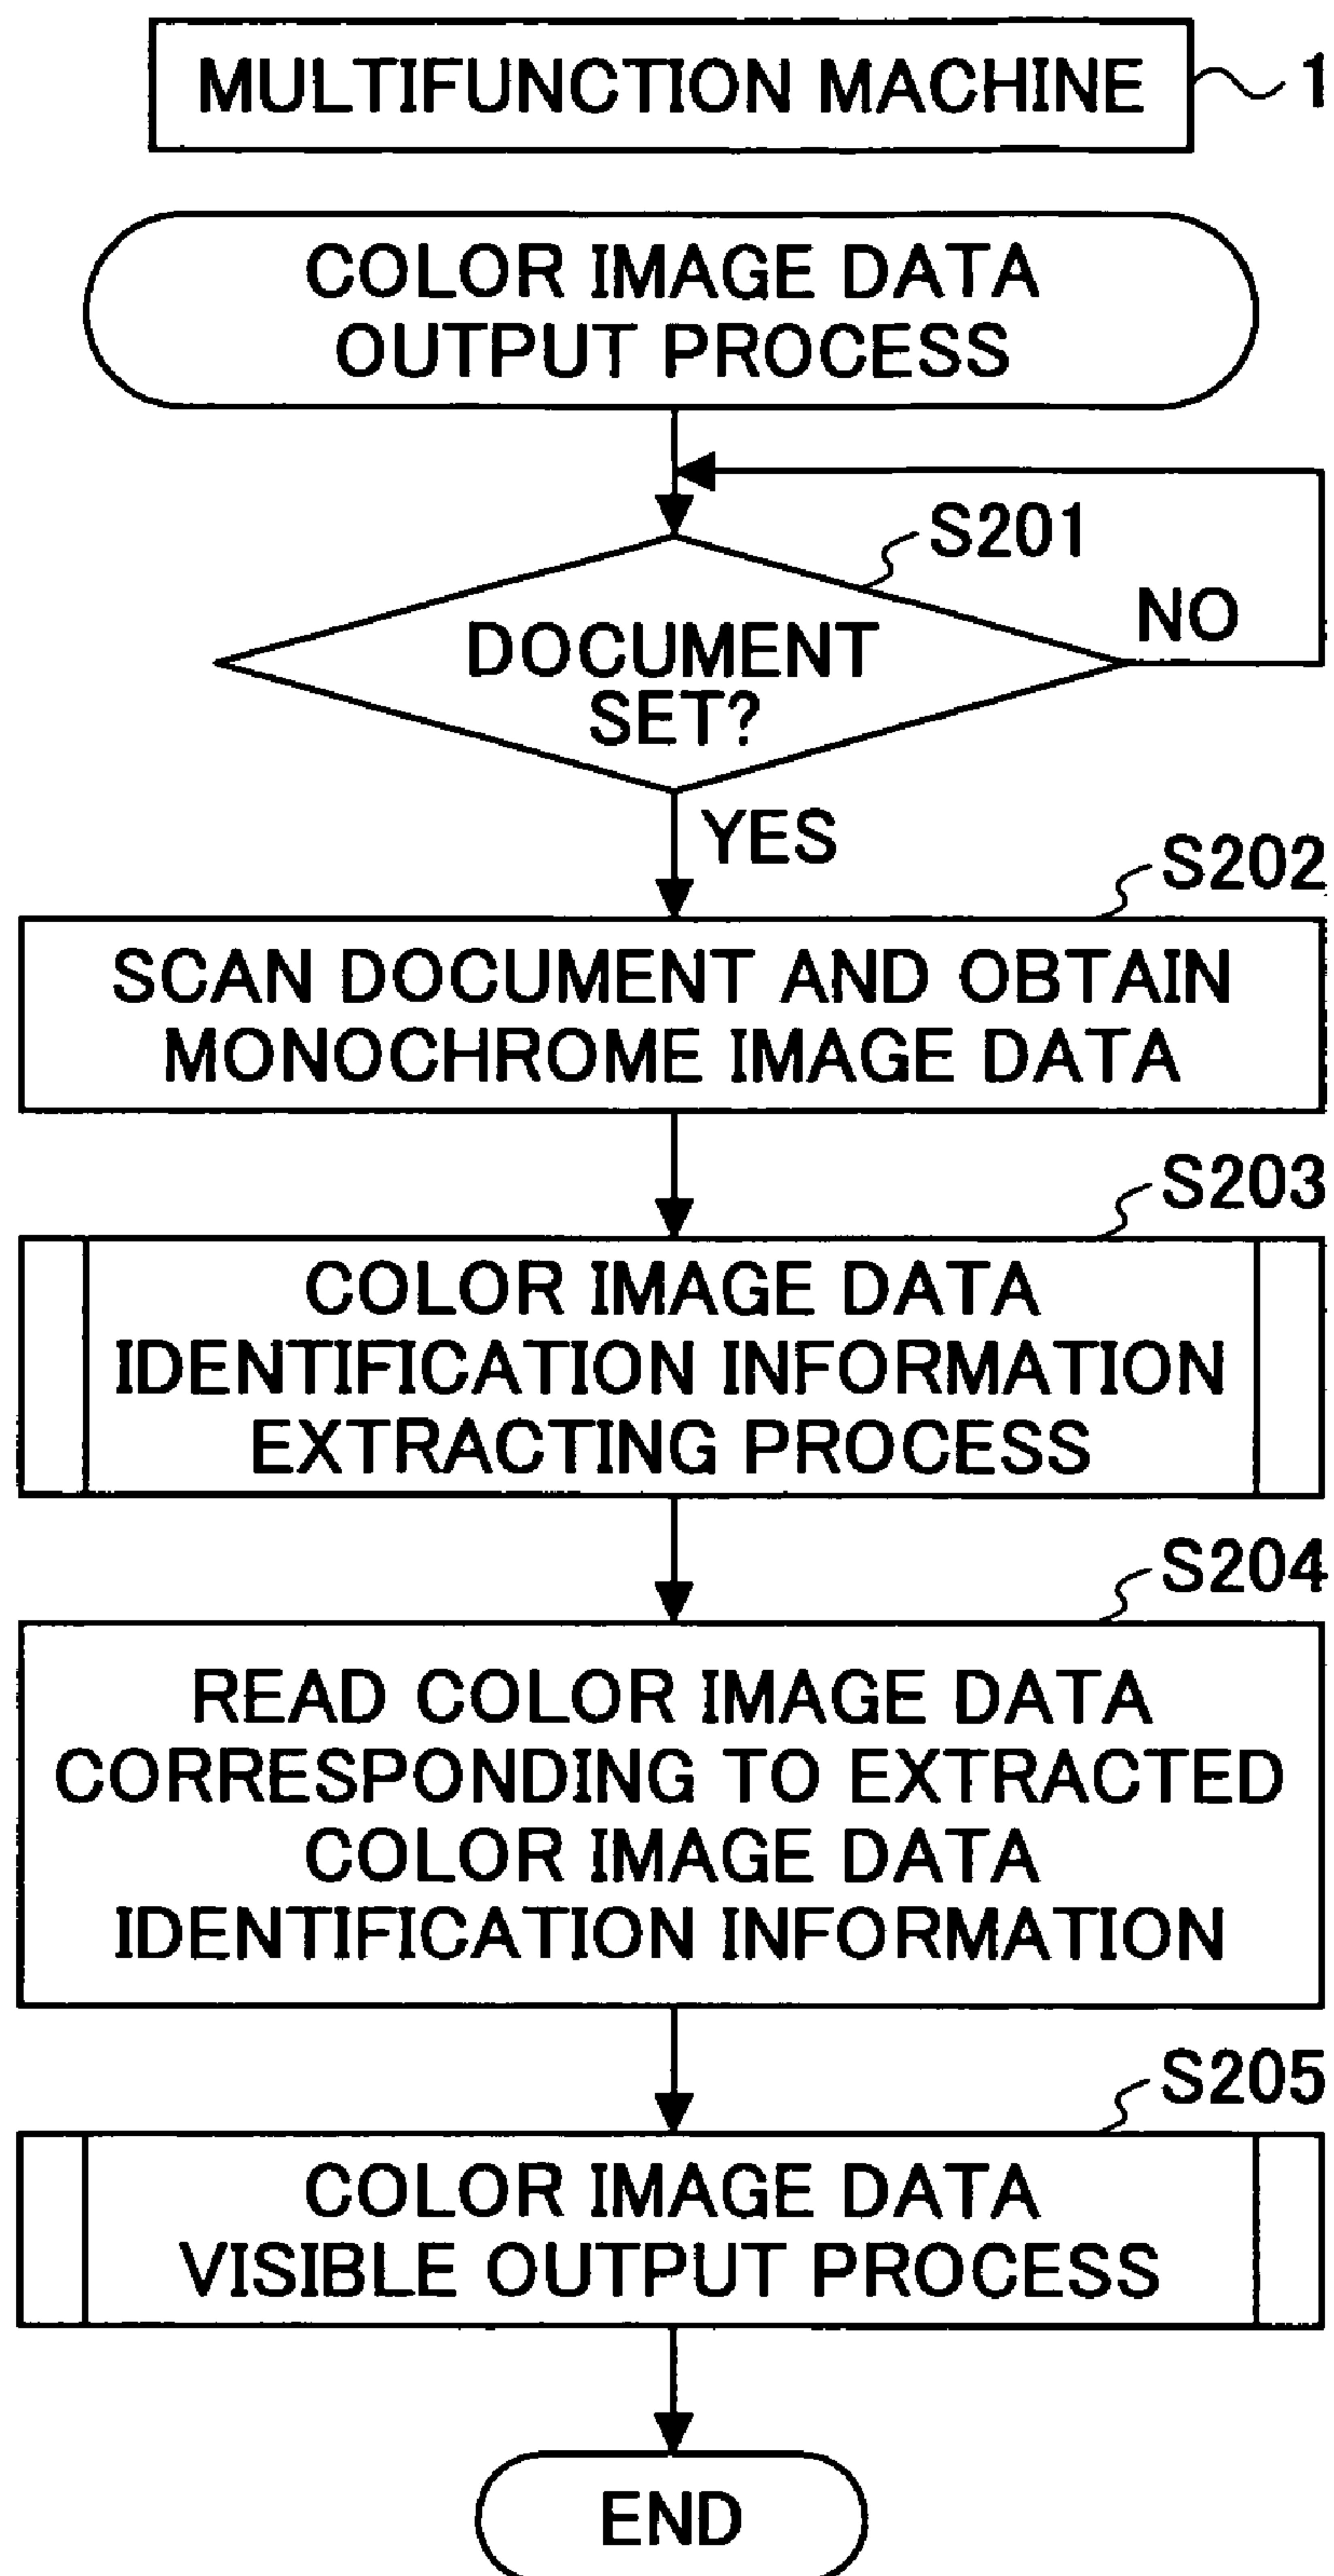 MULTIFUNCTION MACHINE
1
COLOR IMAGE DATA
OUTPUT PROCESS
S201
DOCUMENT
SET?
NO
YES
S202
SCAN DOCUMENT AND OBTAIN
MONOCHROME IMAGE DATA
S203
COLOR IMAGE DATA
IDENTIFICATION INFORMATION
EXTRACTING PROCESS
S204
READ COLOR IMAGE DATA
CORRESPONDING TO EXTRACTED
COLOR IMAGE DATA
IDENTIFICATION INFORMATION
S205
COLOR IMAGE DATA
VISIBLE OUTPUT PROCESS
END